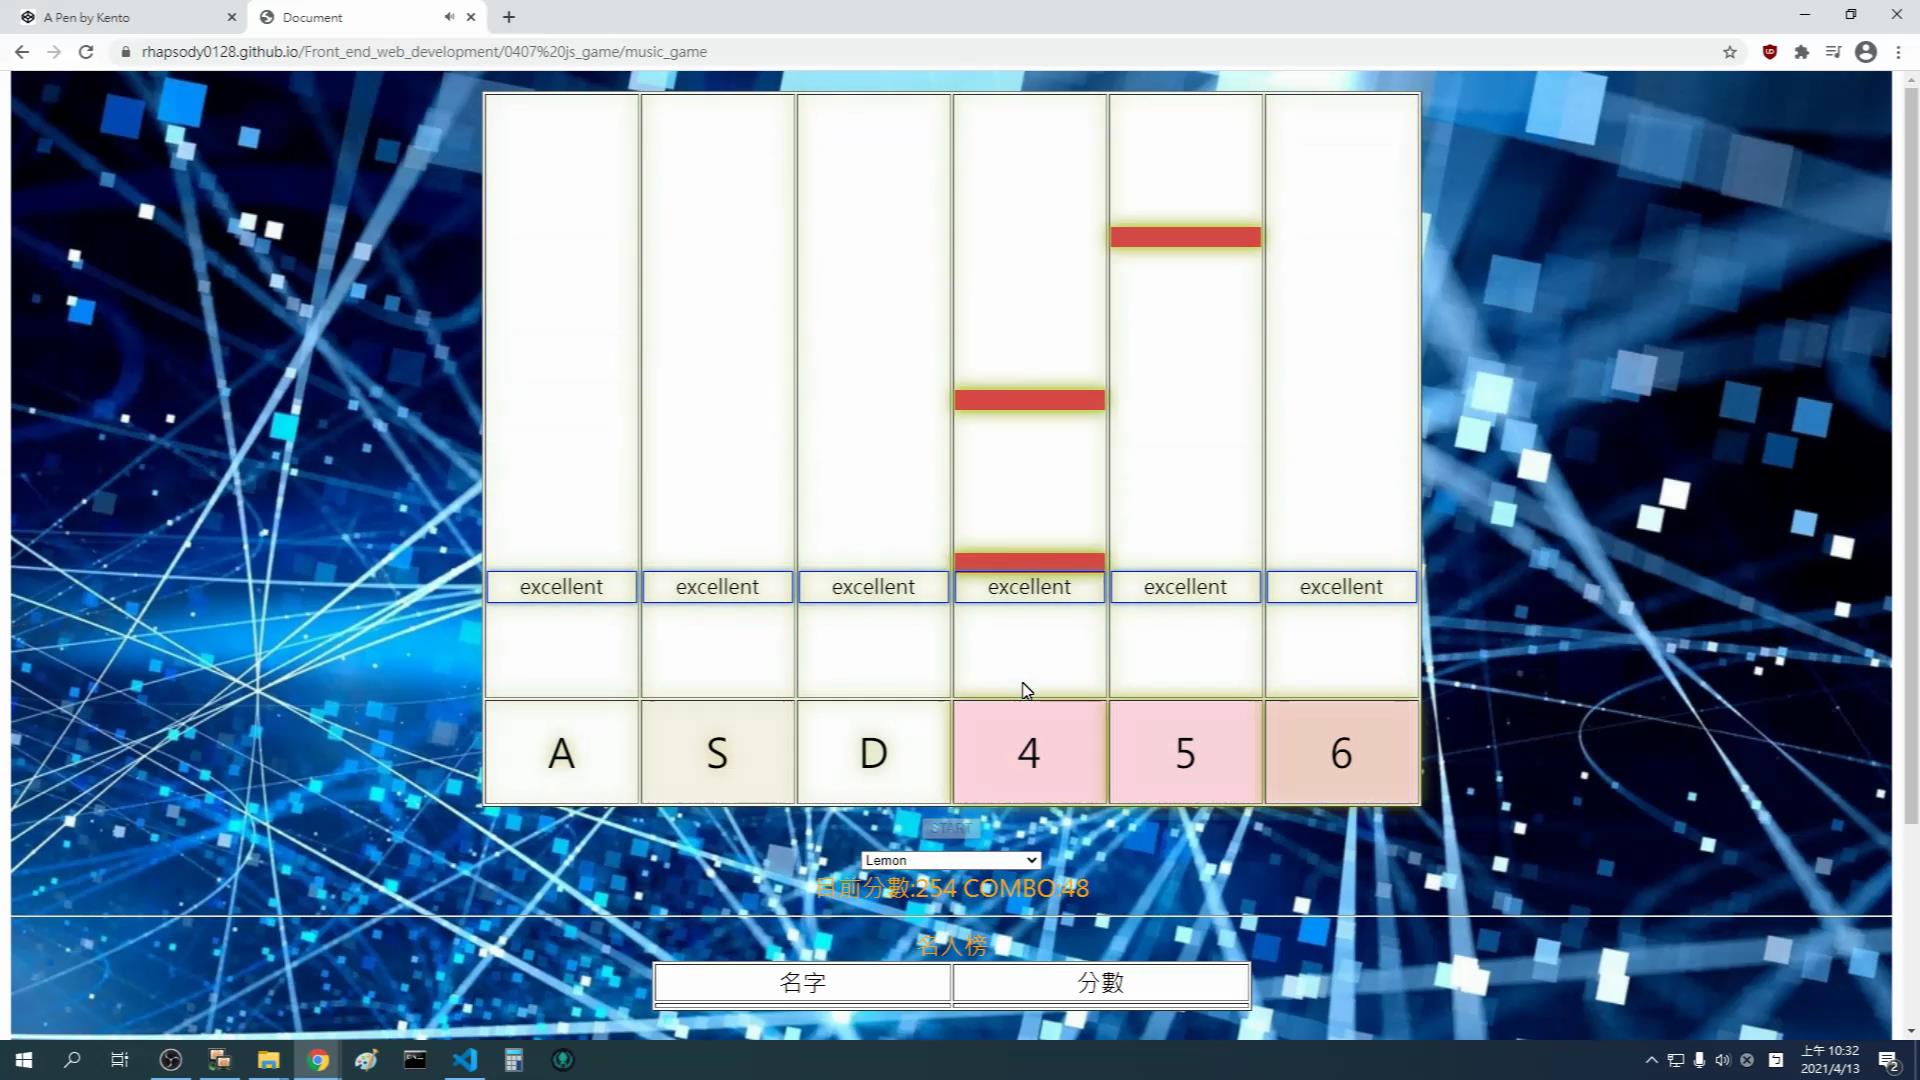 A Pen by Kento
Document
rhapsody0128.github.io/Front_end_web_development/0407%20js_game/music_game
excellent excellent excellent excellent excellent excellent
A S D 4 5 6
START
Lemon
目前分數:254 COMBO:48
名人榜
名字 分數
上午 10:32
2021/4/13
2